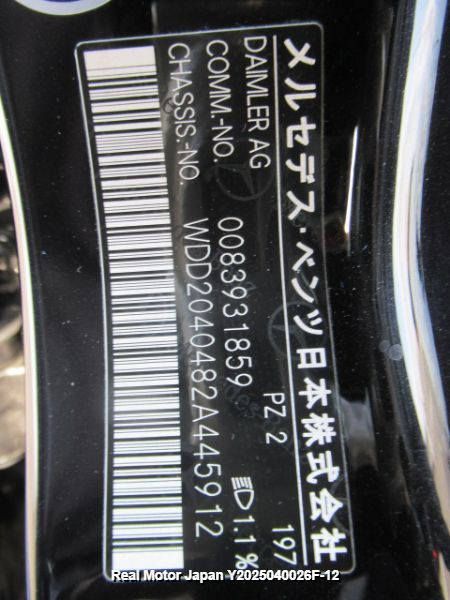 メルセデス・ベンツ日本株式会社
DAIMLER AG PZ 2 197
COMM.-NO. 0083931859 1.1%
CHASSIS.-NO. WDD2040482A445912
Real Motor Japan Y2025040026F-12